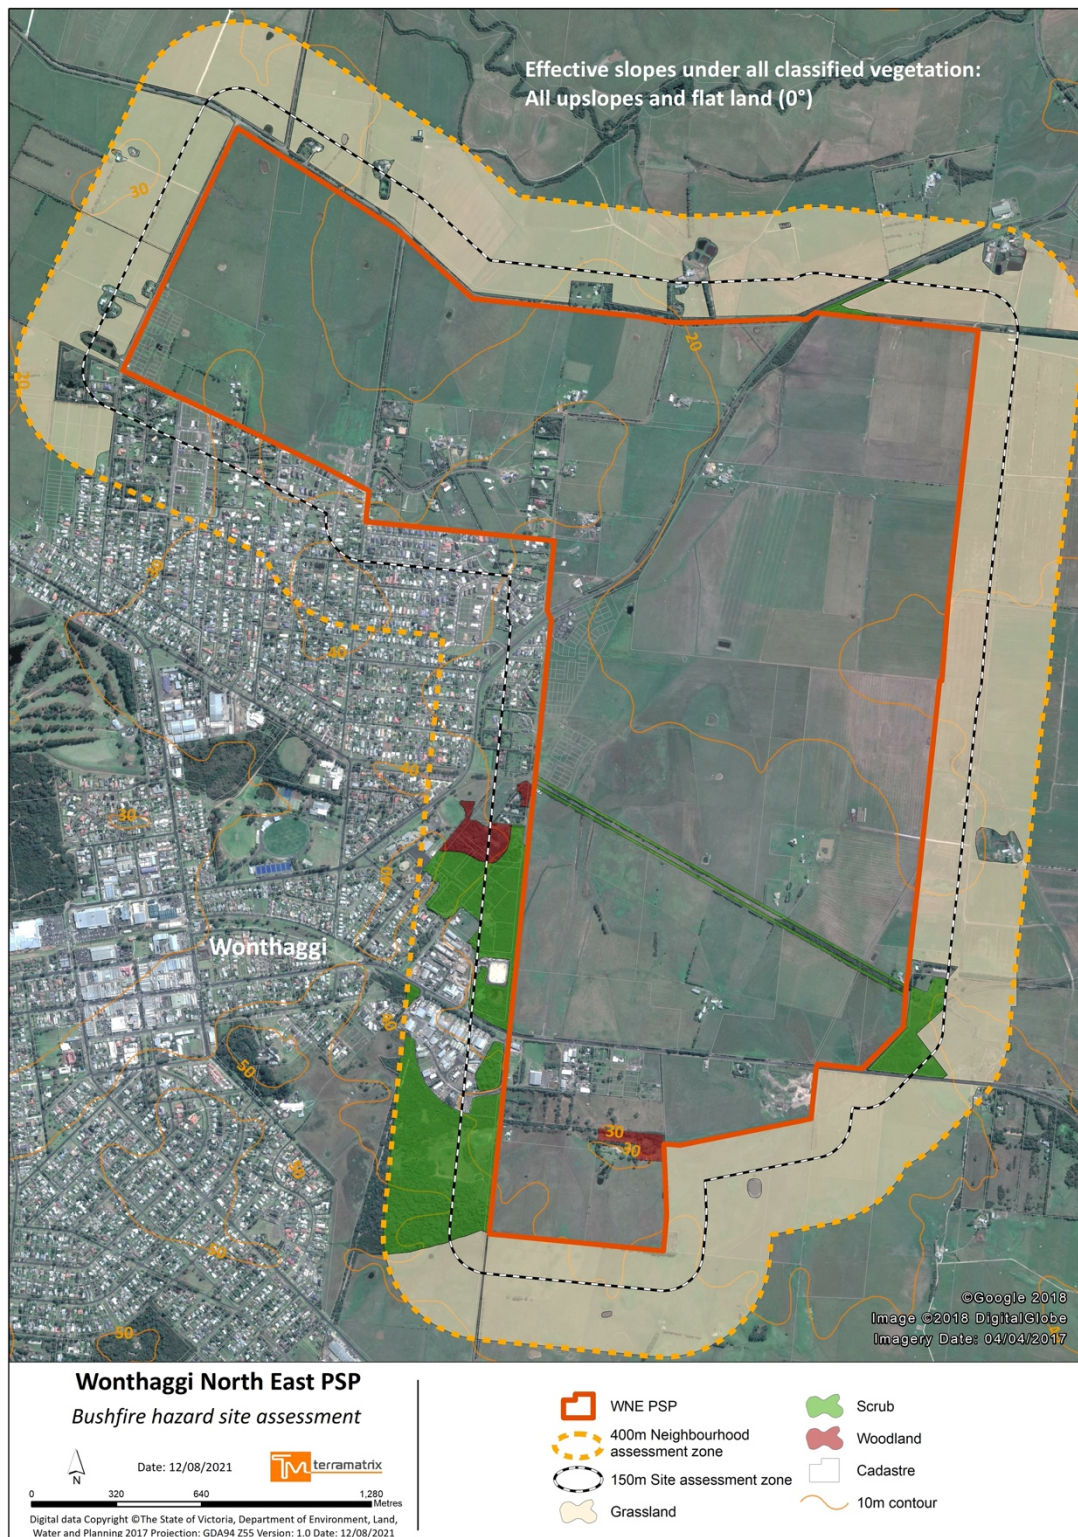 Effective slopes under all classified vegetation:
All upslopes and flat land (0°)
30
20
20
30
40
40
30
40
Wonthaggi
40
50
30
30
50
50
©Google 2018
Image ©2018 DigitalGlobe
Imagery Date: 04/04/2017
Wonthaggi North East PSP
Bushfire hazard site assessment
N
Date: 12/08/2021
TM terramatrix
0 320 640 1,280
Metres
Digital data Copyright ©The State of Victoria, Department of Environment, Land,
Water and Planning 2017 Projection: GDA94 Z55 Version: 1.0 Date: 12/08/2021
WNE PSP
400m Neighbourhood
assessment zone
150m Site assessment zone
Grassland
Scrub
Woodland
Cadastre
10m contour